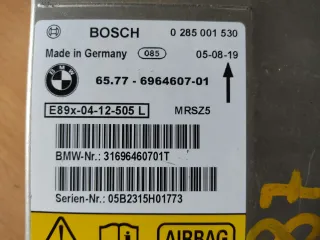 BOSCH 0 285 001 530
Made in Germany 085 05-08-19
BMW
65.77 - 6964607-01
E89x-04-12-505 L MRSZ5
BMW-Nr.: 31696460701T
Serien-Nr.: 05B2315H01773
AIRBAG